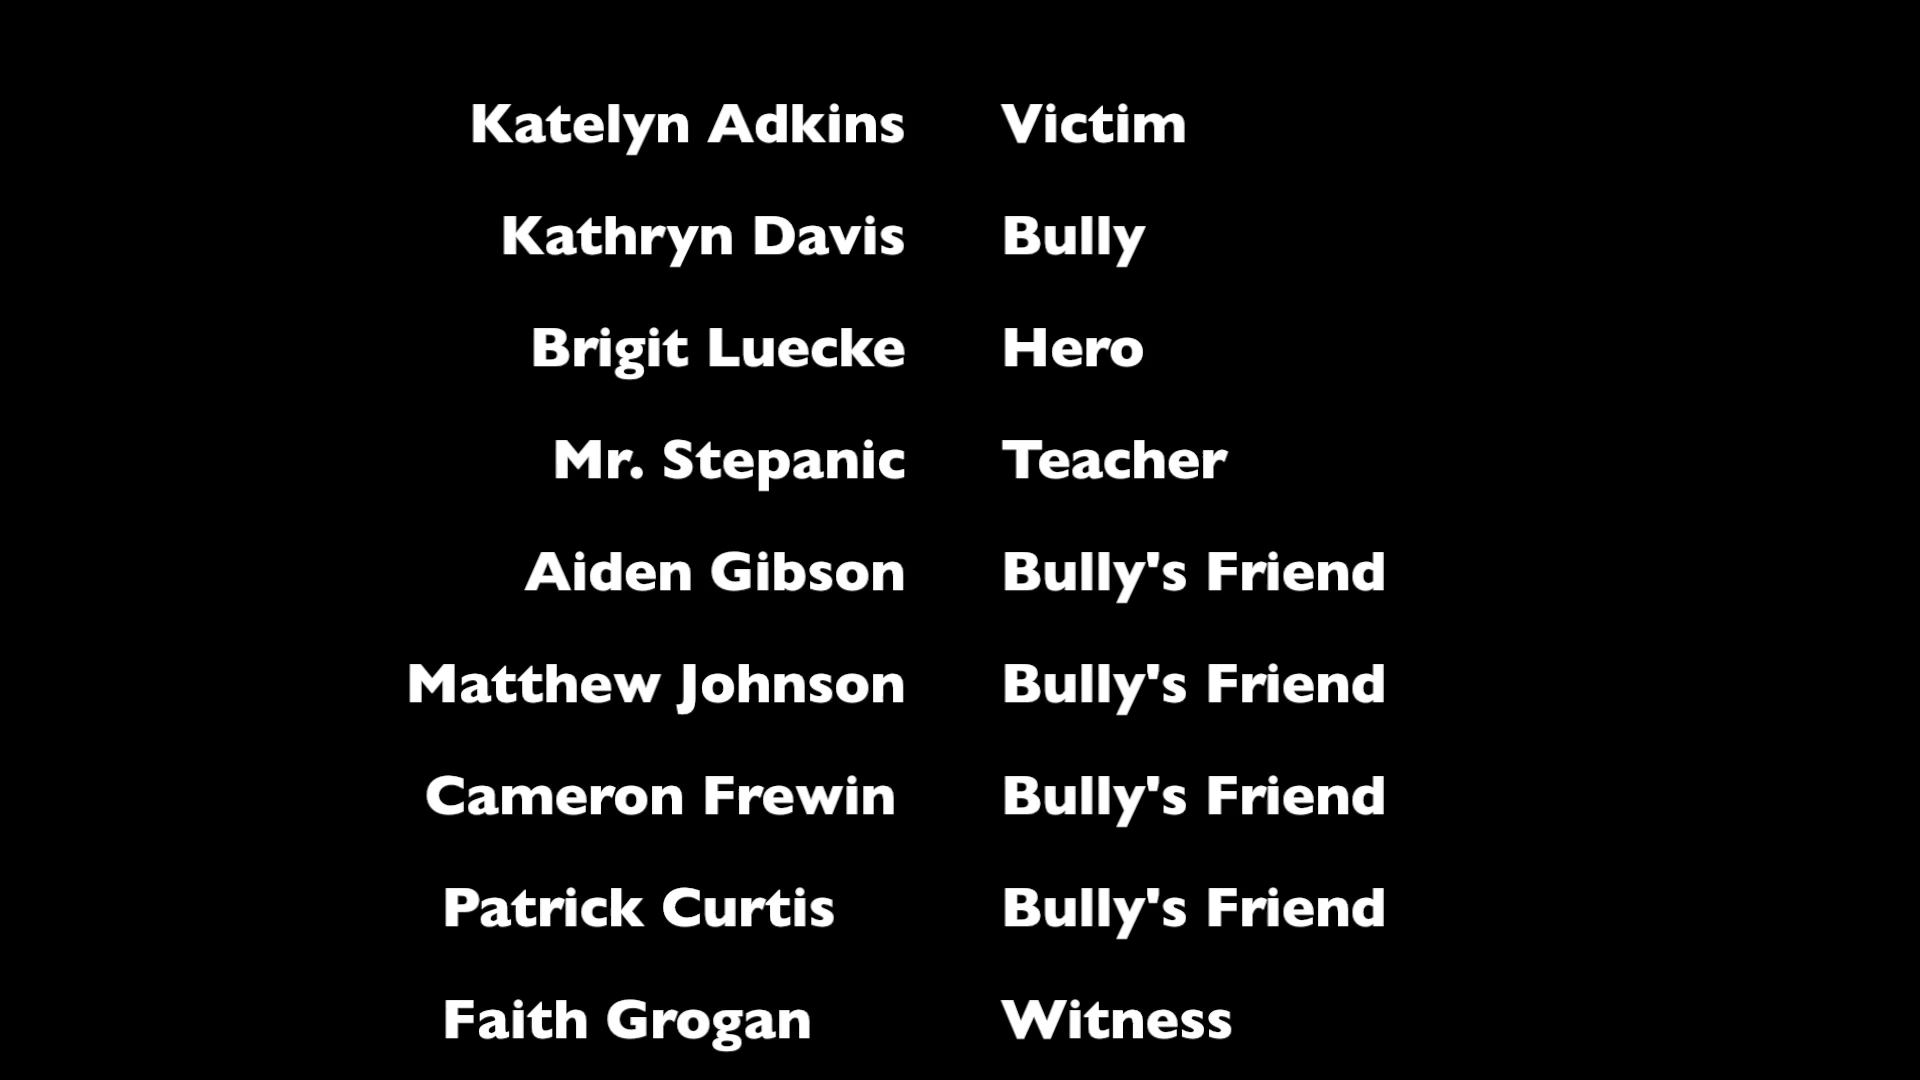 Katelyn Adkins Victim
Kathryn Davis Bully
Brigit Luecke Hero
Mr. Stepanic Teacher
Aiden Gibson Bully's Friend
Matthew Johnson Bully's Friend
Cameron Frewin Bully's Friend
Patrick Curtis Bully's Friend
Faith Grogan Witness